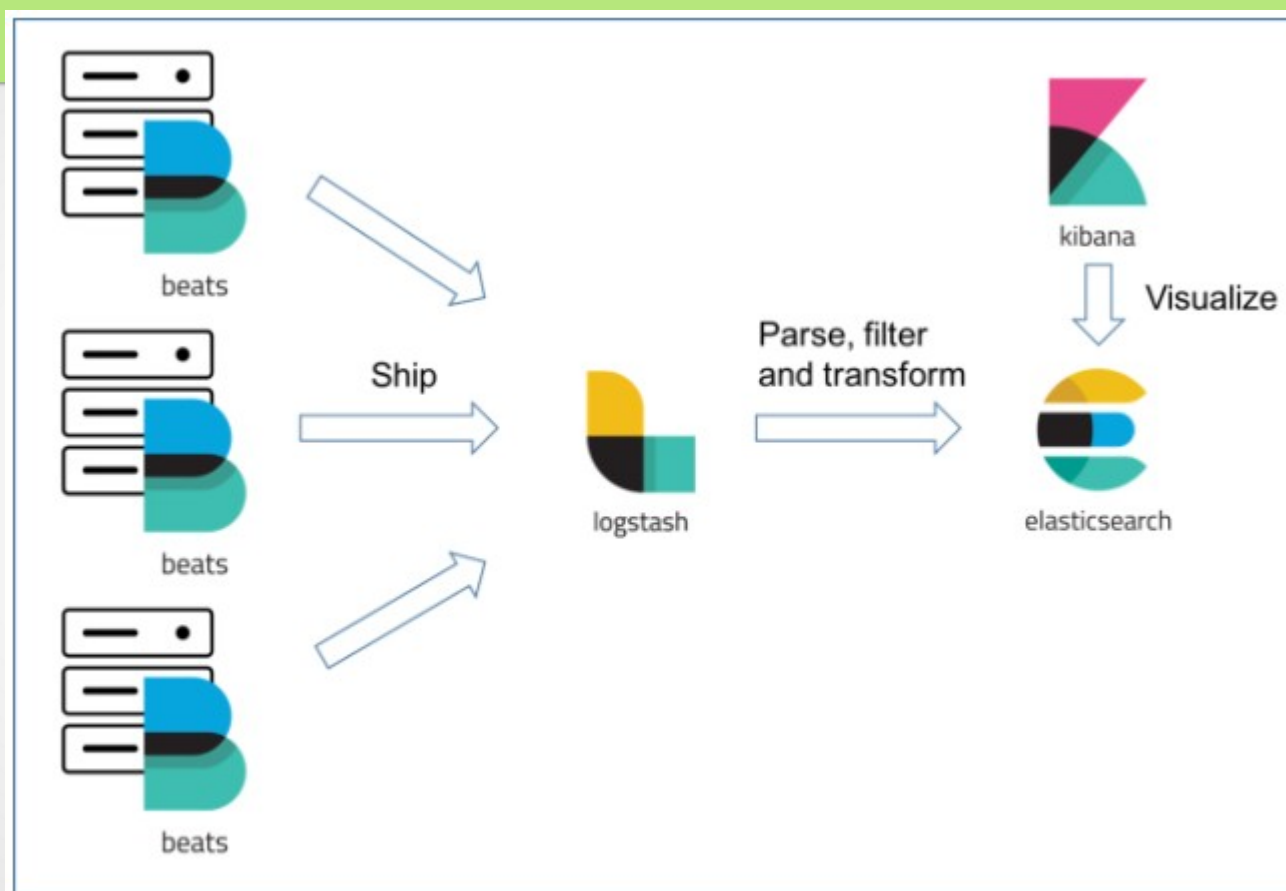 beats
beats
beats
Ship
logstash
Parse, filter
and transform
kibana
Visualize
elasticsearch